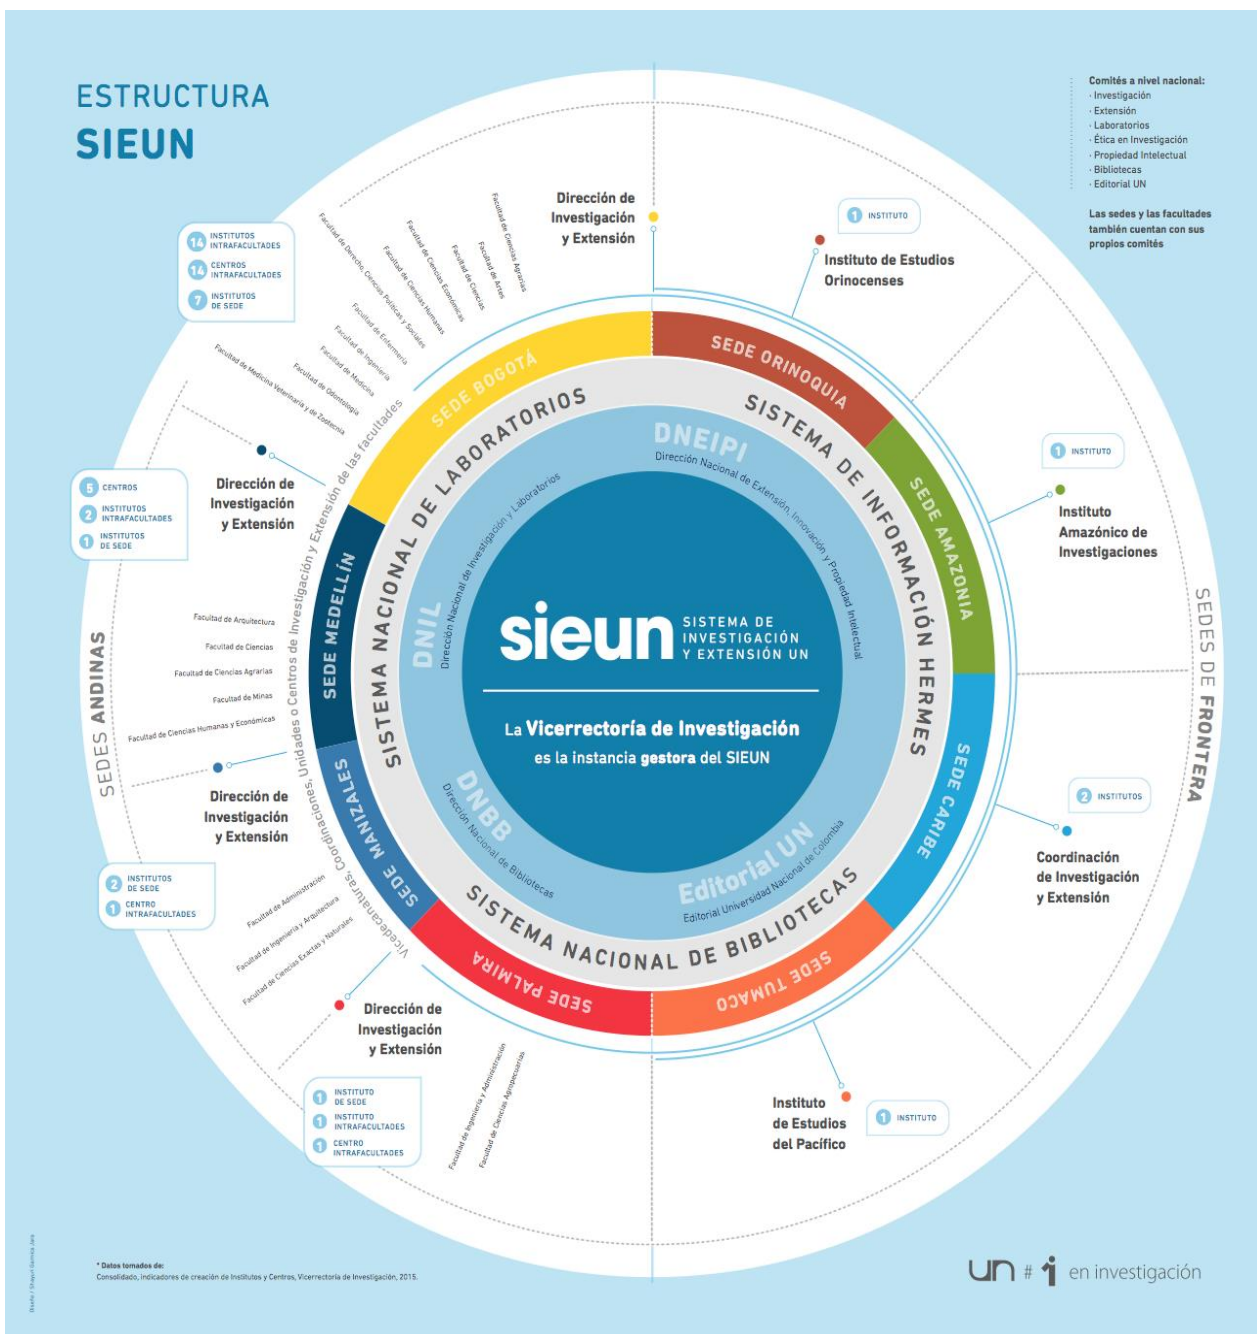 ESTRUCTURA
SIEUN
Comités a nivel nacional:
· Investigación
· Extensión
· Laboratorios
· Ética en Investigación
· Propiedad Intelectual
· Bibliotecas
· Editorial UN
Las sedes y las facultades
también cuentan con sus
propios comités
14 INSTITUTOS
INTRAFACULTADES
14 CENTROS
INTRAFACULTADES
7 INSTITUTOS
DE SEDE
Facultad de Medicina Veterinaria y de Zootecnia
Facultad de Odontología
Facultad de Medicina
Facultad de Ingeniería
Facultad de Enfermería
Facultad de Derecho, Ciencias Políticas y Sociales
Facultad de Ciencias Humanas
Facultad de Ciencias Económicas
Facultad de Ciencias
Facultad de Artes
Facultad de Ciencias Agrarias
Dirección de
Investigación
y Extensión
1 INSTITUTO
Instituto de Estudios
Orinocenses
1 INSTITUTO
Instituto
Amazónico de
Investigaciones
2 INSTITUTOS
Coordinación
de Investigación
y Extensión
Instituto
de Estudios
del Pacífico
1 INSTITUTO
SEDES DE FRONTERA
SEDES ANDINAS
Dirección de
Investigación
y Extensión
5 CENTROS
2 INSTITUTOS
INTRAFACULTADES
1 INSTITUTOS
DE SEDE
Facultad de Arquitectura
Facultad de Ciencias
Facultad de Ciencias Agrarias
Facultad de Minas
Facultad de Ciencias Humanas y Económicas
Dirección de
Investigación
y Extensión
2 INSTITUTOS
DE SEDE
1 CENTRO
INTRAFACULTADES
Facultad de Administración
Facultad de Ingeniería y Arquitectura
Facultad de Ciencias Exactas y Naturales
Dirección de
Investigación
y Extensión
1 INSTITUTO
DE SEDE
1 INSTITUTO
INTRAFACULTADES
1 CENTRO
INTRAFACULTADES
Facultad de Ingeniería y Administración
Facultad de Ciencias Agropecuarias
Vicedecanaturas, Coordinaciones, Unidades o Centros de Investigación y Extensión de las facultades
SEDE BOGOTÁ
SEDE ORINOQUIA
SEDE AMAZONIA
SEDE CARIBE
SEDE TUMACO
SEDE PALMIRA
SEDE MANIZALES
SEDE MEDELLÍN
SISTEMA NACIONAL DE LABORATORIOS
SISTEMA DE INFORMACIÓN HERMES
SISTEMA NACIONAL DE BIBLIOTECAS
DNEIPI
Dirección Nacional de Extensión, Innovación y Propiedad Intelectual
DNIL
Dirección Nacional de Investigación y Laboratorios
DNBB
Dirección Nacional de Bibliotecas
Editorial UN
Editorial Universidad Nacional de Colombia
sieun SISTEMA DE
INVESTIGACIÓN
Y EXTENSIÓN UN
La Vicerrectoría de Investigación
es la instancia gestora del SIEUN
* Datos tomados de:
Consolidado, indicadores de creación de Institutos y Centros, Vicerrectoría de Investigación, 2015.
un # 1 en investigación